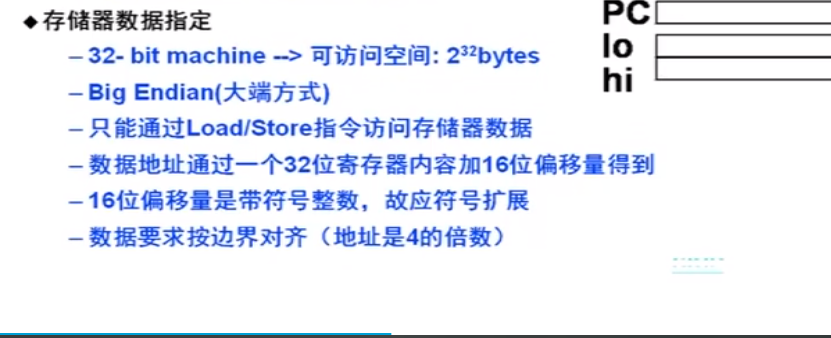 ◆存储器数据指定
– 32- bit machine --> 可访问空间: 2³²bytes
– Big Endian(大端方式)
– 只能通过Load/Store指令访问存储器数据
– 数据地址通过一个32位寄存器内容加16位偏移量得到
– 16位偏移量是带符号整数，故应符号扩展
– 数据要求按边界对齐（地址是4的倍数）
PC
lo
hi